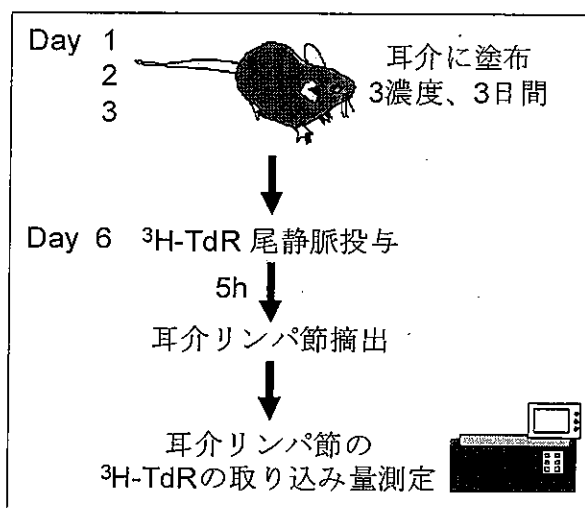 Day 1
2
3
耳介に塗布
3濃度、3日間
Day 6 ³H-TdR 尾静脈投与
5h
耳介リンパ節摘出
耳介リンパ節の
³H-TdRの取り込み量測定